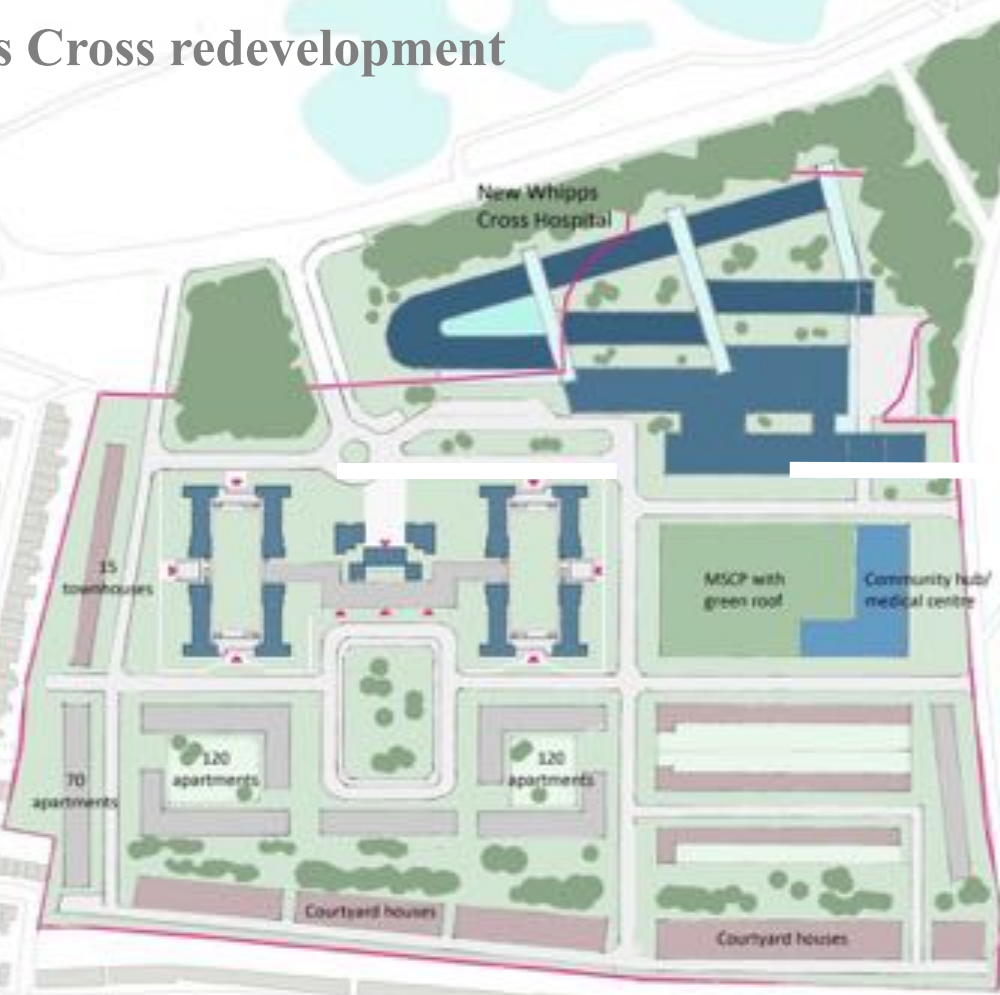 s Cross redevelopment
New Whipps
Cross Hospital
15
townhouses
MSCP with
green roof
Community hub/
medical centre
120
apartments
120
apartments
70
apartments
Courtyard houses
Courtyard houses